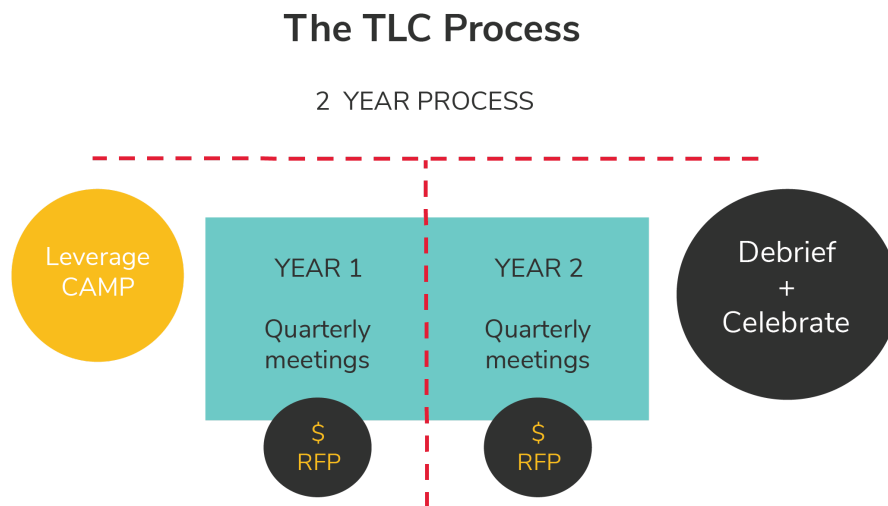 The TLC Process
2 YEAR PROCESS
Leverage
CAMP
YEAR 1
Quarterly
meetings
$
RFP
YEAR 2
Quarterly
meetings
$
RFP
Debrief
+
Celebrate